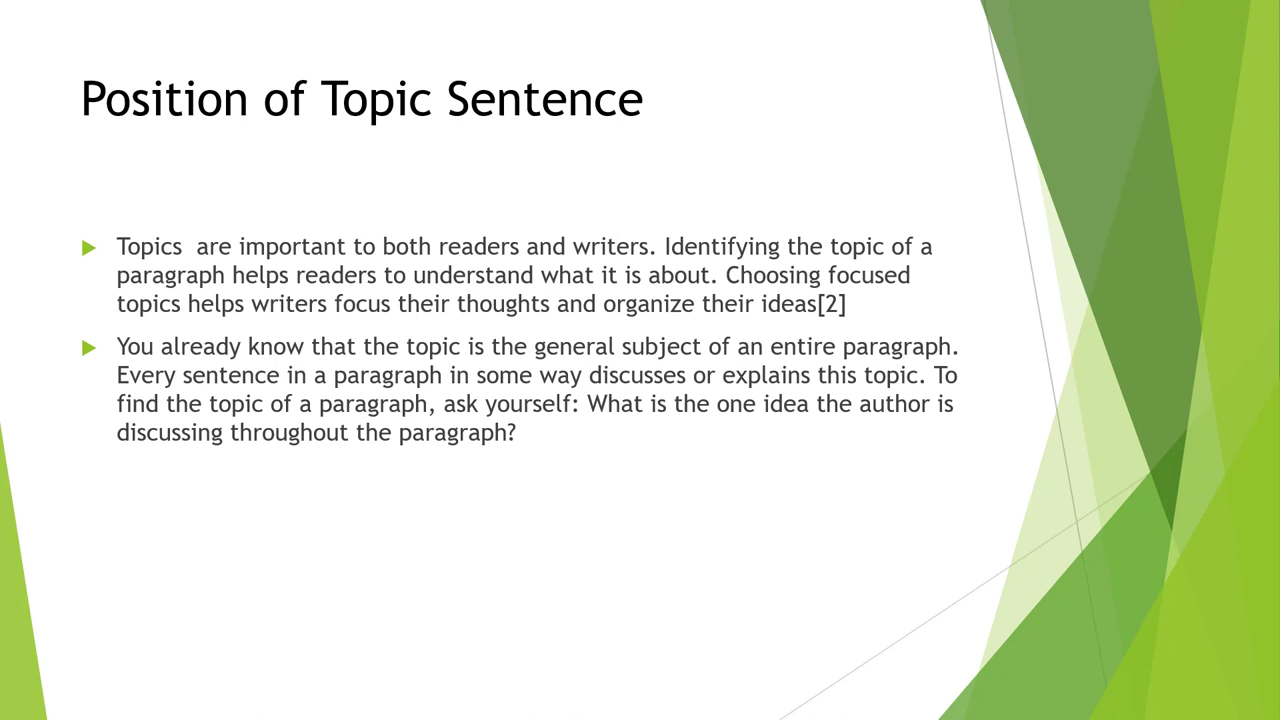 Position of Topic Sentence
Topics  are important to both readers and writers. Identifying the topic of a
paragraph helps readers to understand what it is about. Choosing focused
topics helps writers focus their thoughts and organize their ideas[2]
You already know that the topic is the general subject of an entire paragraph.
Every sentence in a paragraph in some way discusses or explains this topic. To
find the topic of a paragraph, ask yourself: What is the one idea the author is
discussing throughout the paragraph?